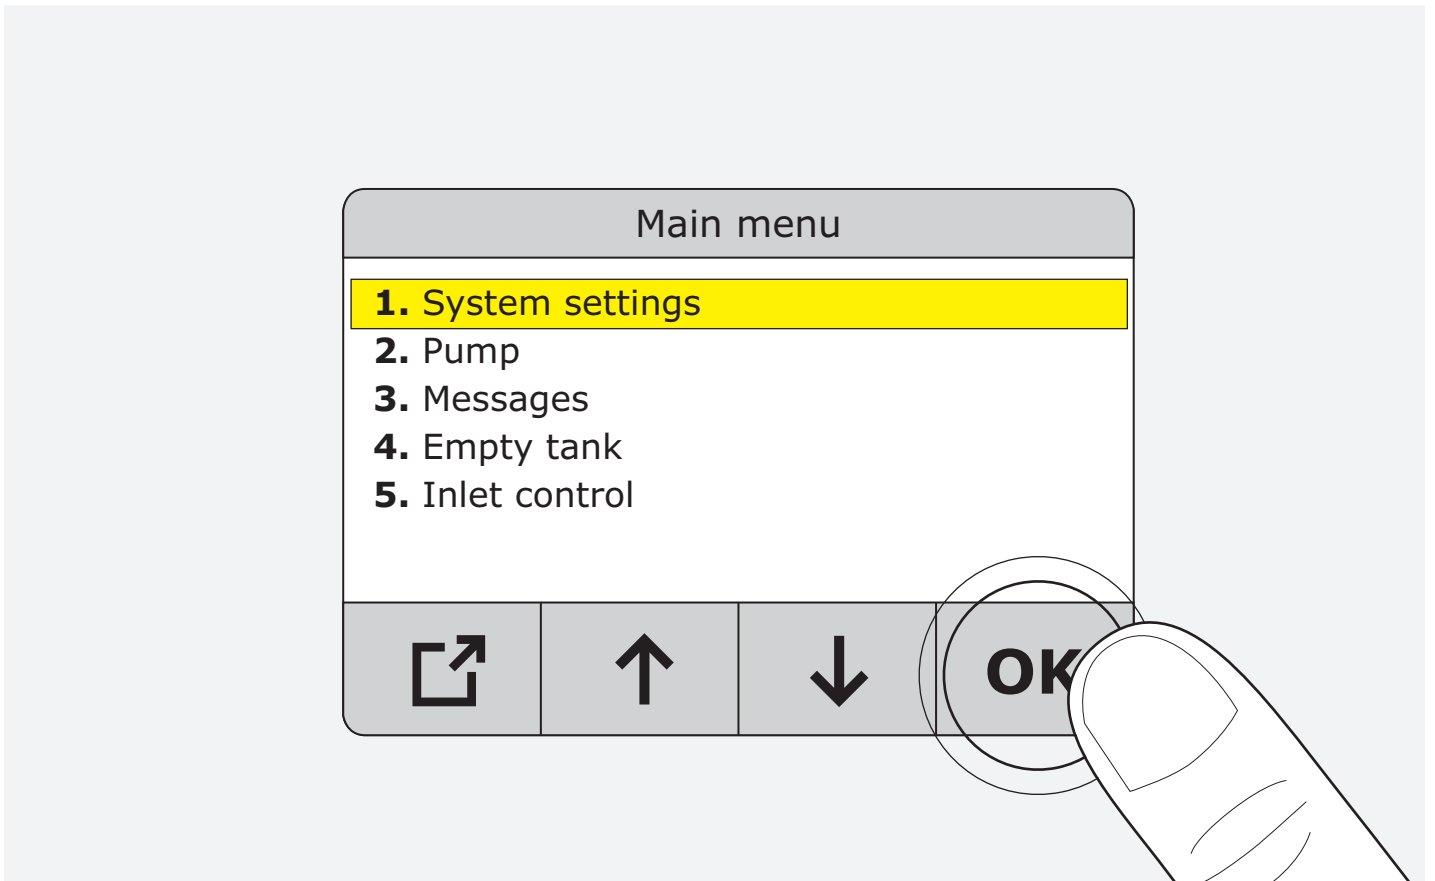 Main menu
1. System settings
2. Pump
3. Messages
4. Empty tank
5. Inlet control
OK